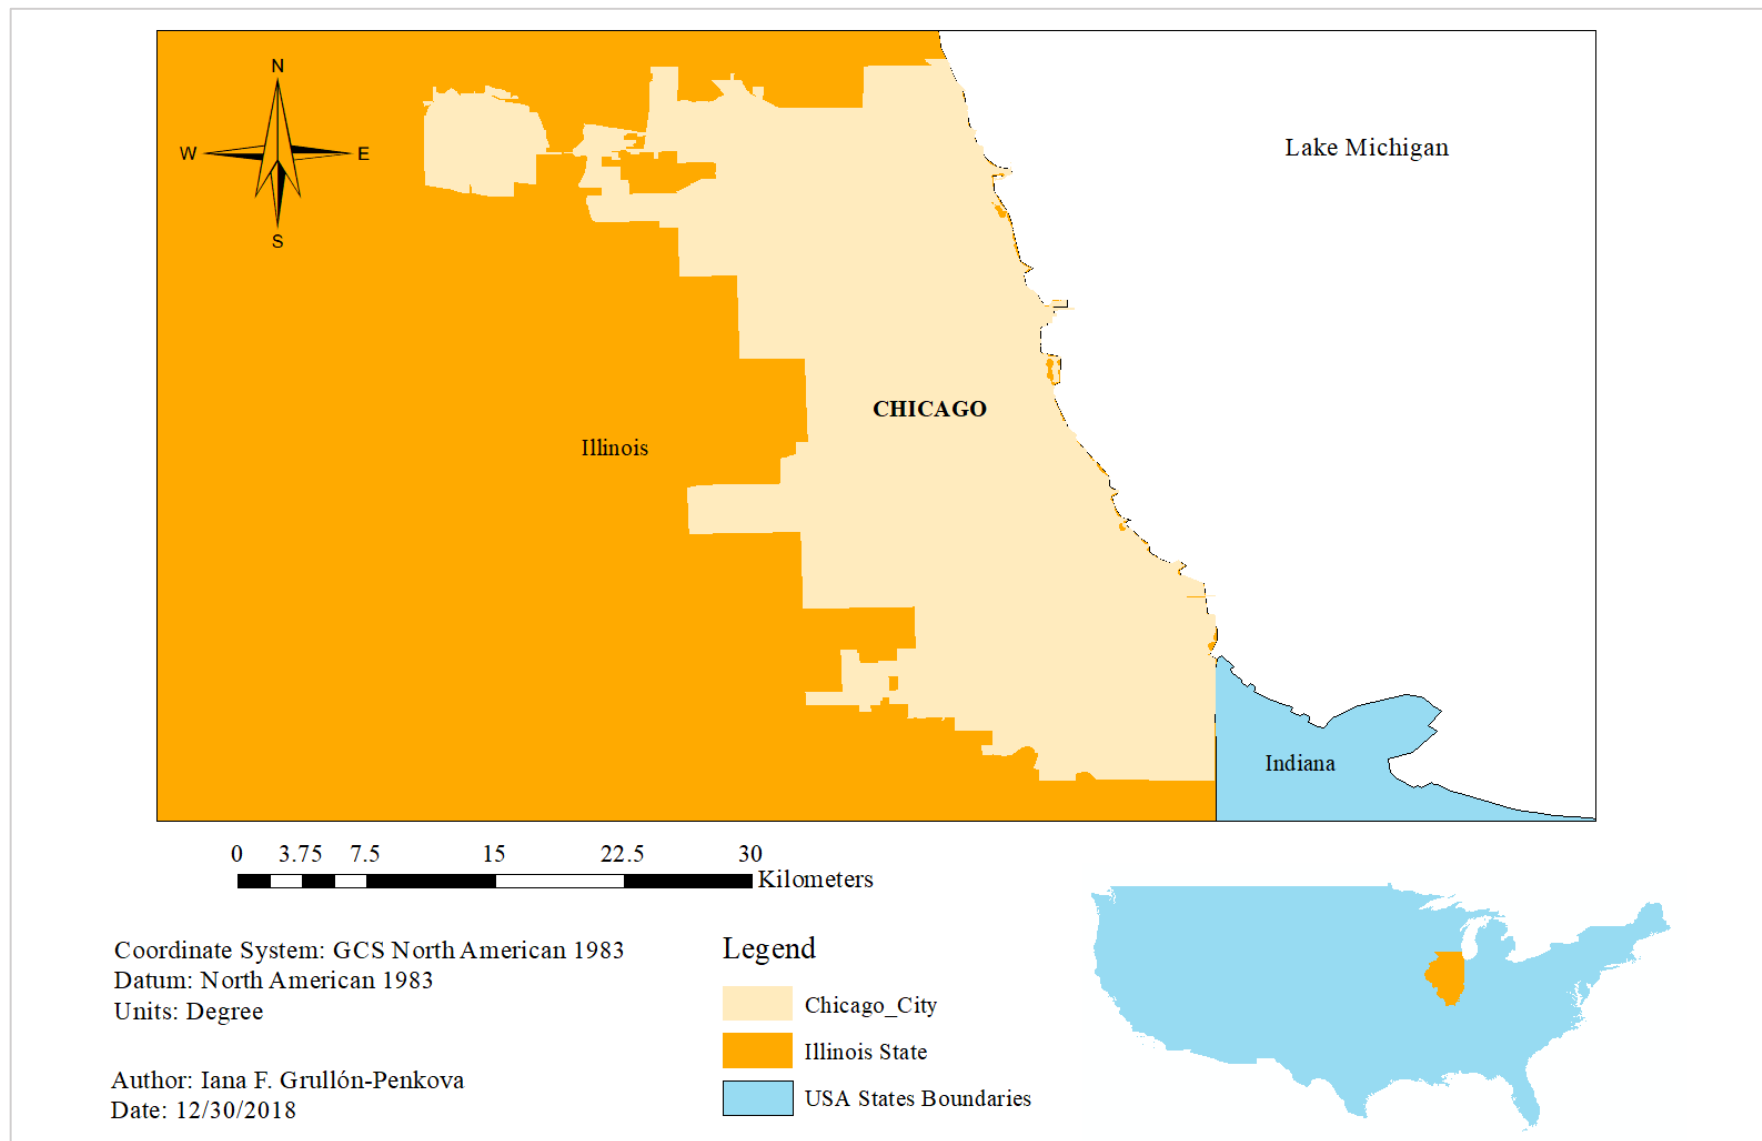 N
W E
S
Lake Michigan
CHICAGO
Illinois
Indiana
0 3.75 7.5 15 22.5 30
Kilometers
Coordinate System: GCS North American 1983
Datum: North American 1983
Units: Degree
Author: Iana F. Grullón-Penkova
Date: 12/30/2018
Legend
Chicago_City
Illinois State
USA States Boundaries